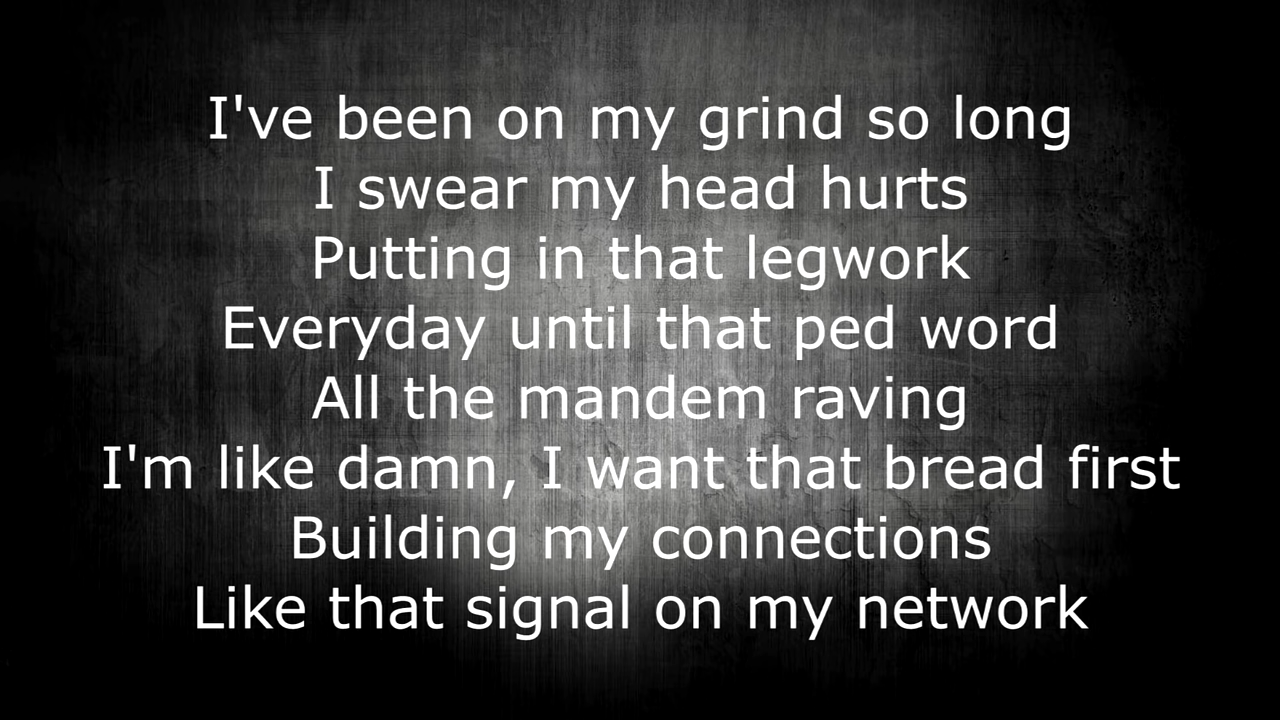 I've been on my grind so long
I swear my head hurts
Putting in that legwork
Everyday until that ped word
All the mandem raving
I'm like damn, I want that bread first
Building my connections
Like that signal on my network